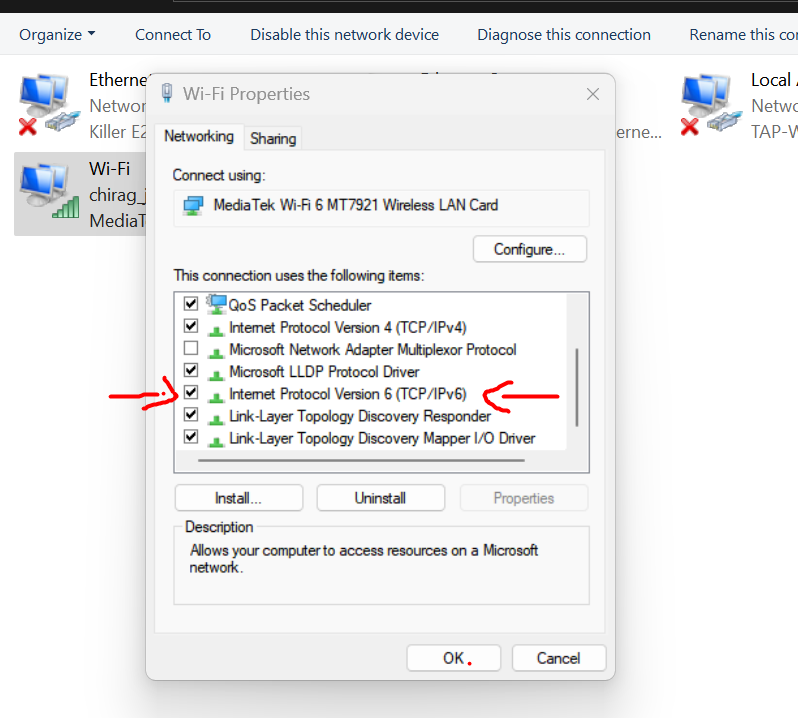 Organize Connect To Disable this network device Diagnose this connection Rename this con
Ethernet
Networ
Killer E2
erne...
Local A
Netwo
TAP-W
Wi-Fi
chirag_j
MediaT
Wi-Fi Properties
Networking Sharing
Connect using:
MediaTek Wi-Fi 6 MT7921 Wireless LAN Card
Configure...
This connection uses the following items:
QoS Packet Scheduler
Internet Protocol Version 4 (TCP/IPv4)
Microsoft Network Adapter Multiplexor Protocol
Microsoft LLDP Protocol Driver
Internet Protocol Version 6 (TCP/IPv6)
Link-Layer Topology Discovery Responder
Link-Layer Topology Discovery Mapper I/O Driver
Install... Uninstall Properties
Description
Allows your computer to access resources on a Microsoft
network.
OK Cancel